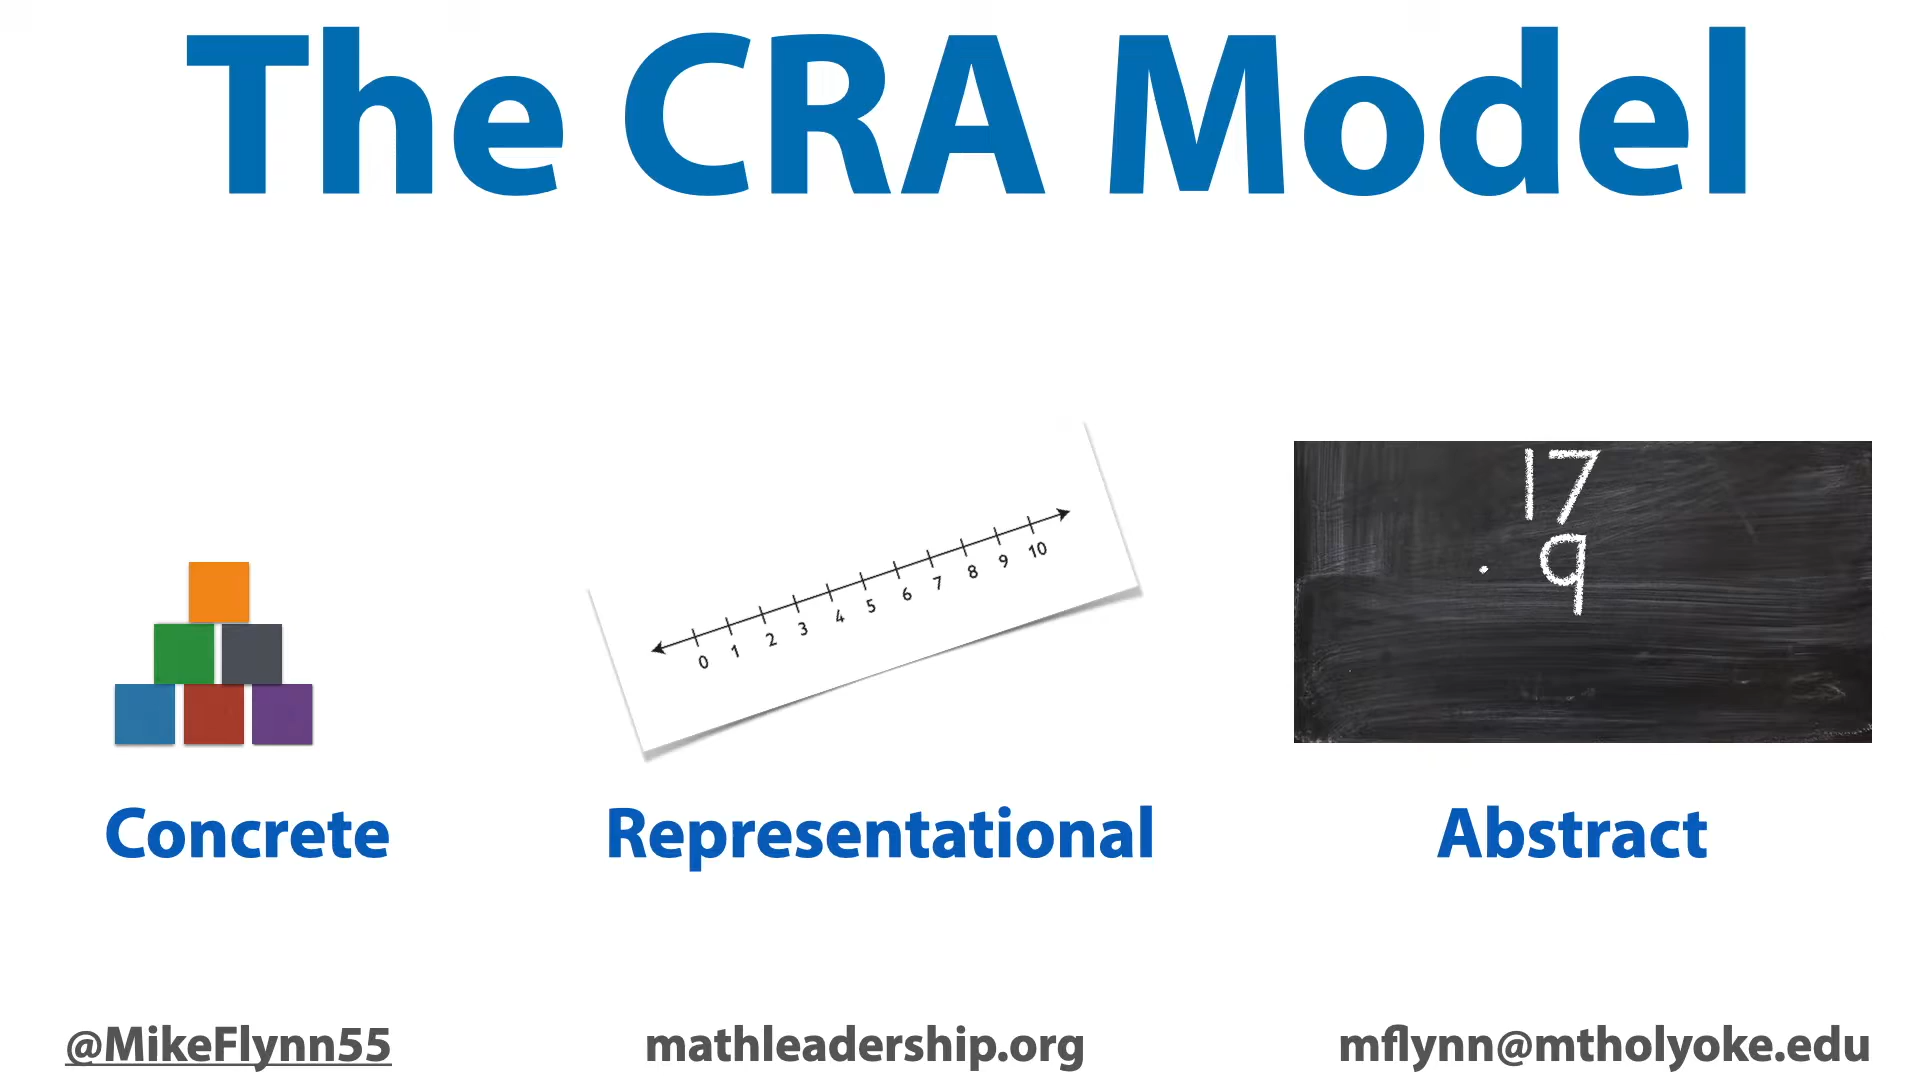 The CRA Model
0 1 2 3 4 5 6 7 8 9 10
17
9
Concrete Representational Abstract
@MikeFlynn55 mathleadership.org mflynn@mtholyoke.edu